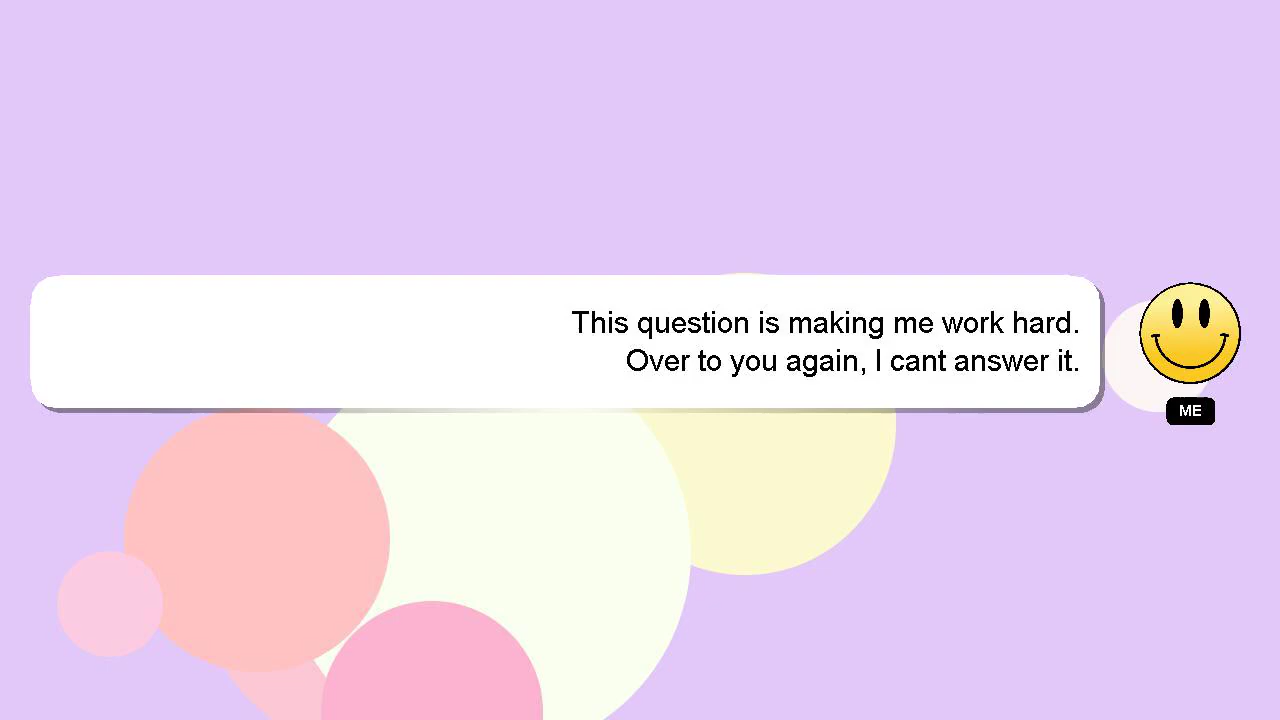 This question is making me work hard.
Over to you again, I cant answer it.
ME